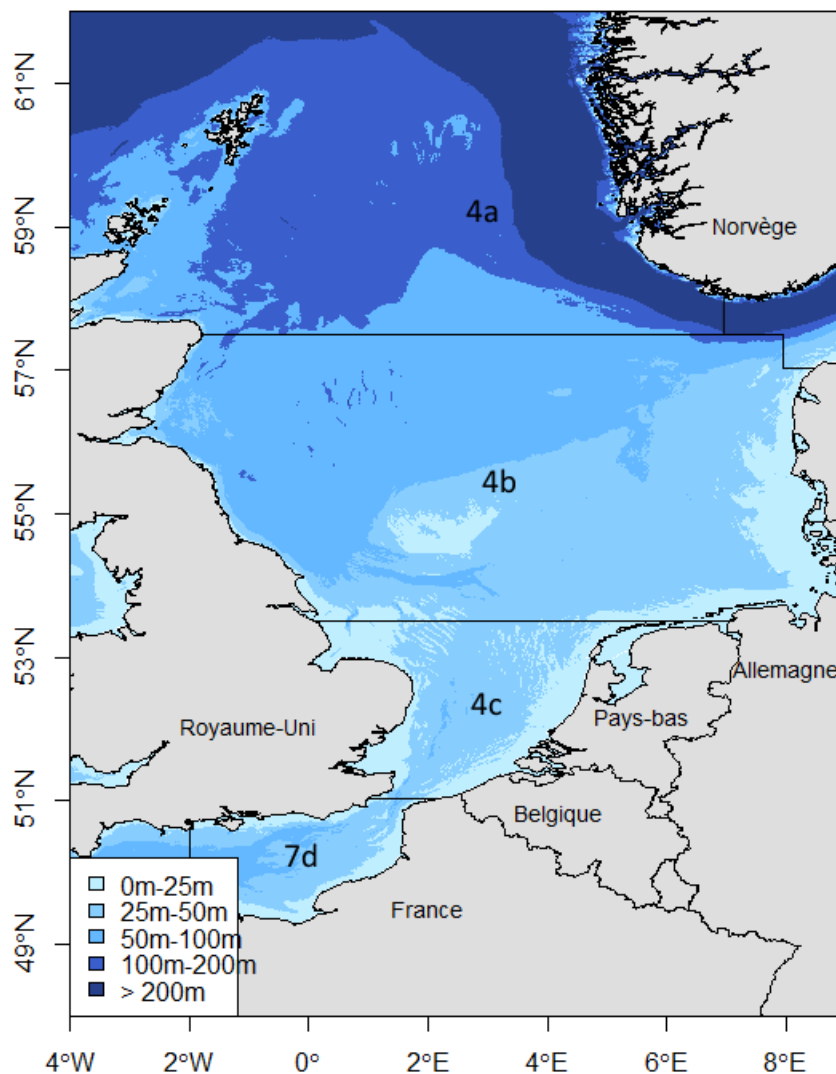 61°N
4a
59°N
Norvège
57°N
4b
55°N
53°N
Allemagne
4c
Pays-bas
Royaume-Uni
51°N
Belgique
7d
0m-25m
25m-50m
France
50m-100m
49°N
100m-200m
> 200m
4°W 2°W 0° 2°E 4°E 6°E 8°E